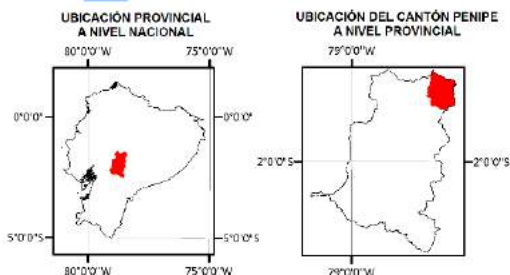 UBICACIÓN PROVINCIAL
A NIVEL NACIONAL
80°0'0"W 75°0'0"W
0°0'0" 0°0'0"
5°0'0"S 5°0'0"S
80°0'0"W 75°0'0"W
UBICACIÓN DEL CANTÓN PENIPE
A NIVEL PROVINCIAL
79°0'0"W
2°0'0"S 2°0'0"S
79°0'0"W